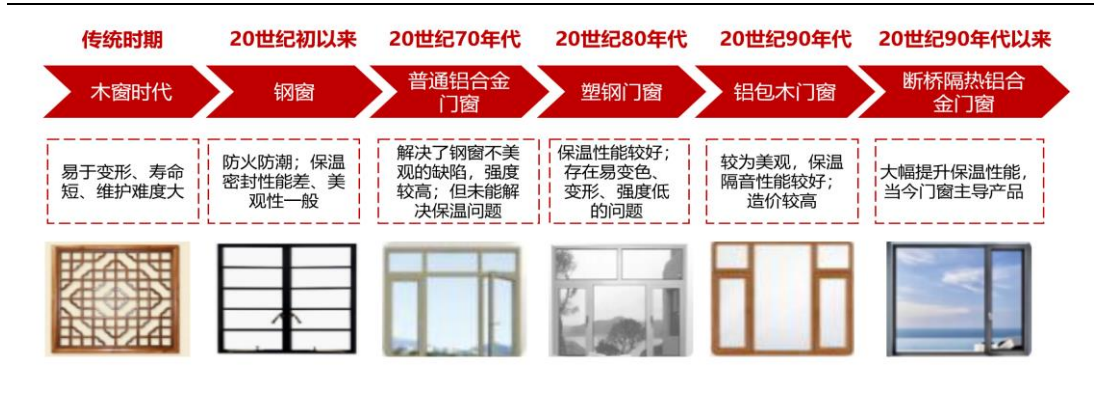 传统时期
20世纪初以来
20世纪70年代
20世纪80年代
20世纪90年代
20世纪90年代以来
木窗时代
钢窗
普通铝合金
门窗
塑钢门窗
铝包木门窗
断桥隔热铝合
金门窗
易于变形、寿命
短、维护难度大
防火防潮；保温
密封性能差、美
观性一般
解决了钢窗不美
观的缺陷，强度
较高；但未能解
决保温问题
保温性能较好；
存在易变色、
变形、强度低
的问题
较为美观，保温
隔音性能较好；
造价较高
大幅提升保温性能，
当今门窗主导产品